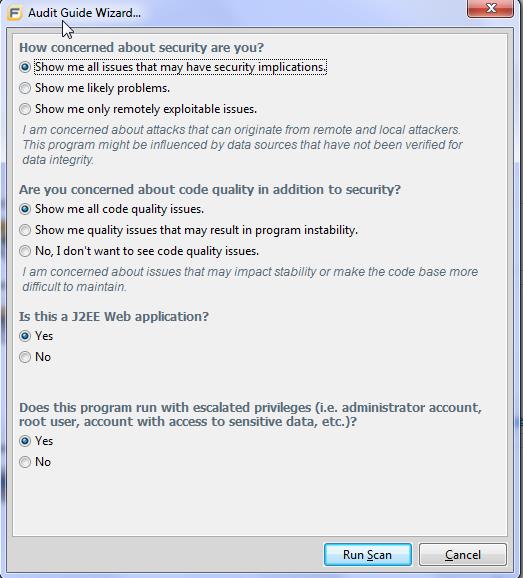 Audit Guide Wizard...
How concerned about security are you?
Show me all issues that may have security implications.
Show me likely problems.
Show me only remotely exploitable issues.
I am concerned about attacks that can originate from remote and local attackers.
This program might be influenced by data sources that have not been verified for
data integrity.
Are you concerned about code quality in addition to security?
Show me all code quality issues.
Show me quality issues that may result in program instability.
No, I don't want to see code quality issues.
I am concerned about issues that may impact stability or make the code base more
difficult to maintain.
Is this a J2EE Web application?
Yes
No
Does this program run with escalated privileges (i.e. administrator account,
root user, account with access to sensitive data, etc.)?
Yes
No
Run Scan
Cancel